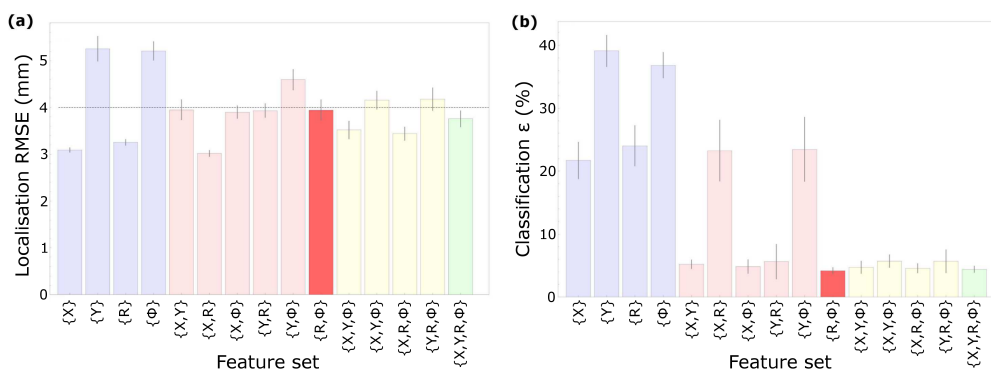 (a)
Localisation RMSE (mm)
5
4
3
2
1
0
{X}
{Y}
{R}
{Φ}
{X,Y}
{X,R}
{X,Φ}
{Y,R}
{Y,Φ}
{R,Φ}
{X,Y,Φ}
{X,Y,Φ}
{X,R,Φ}
{Y,R,Φ}
{X,Y,R,Φ}
Feature set
(b)
Classification ε (%)
40
30
20
10
0
{X}
{Y}
{R}
{Φ}
{X,Y}
{X,R}
{X,Φ}
{Y,R}
{Y,Φ}
{R,Φ}
{X,Y,Φ}
{X,Y,Φ}
{X,R,Φ}
{Y,R,Φ}
{X,Y,R,Φ}
Feature set